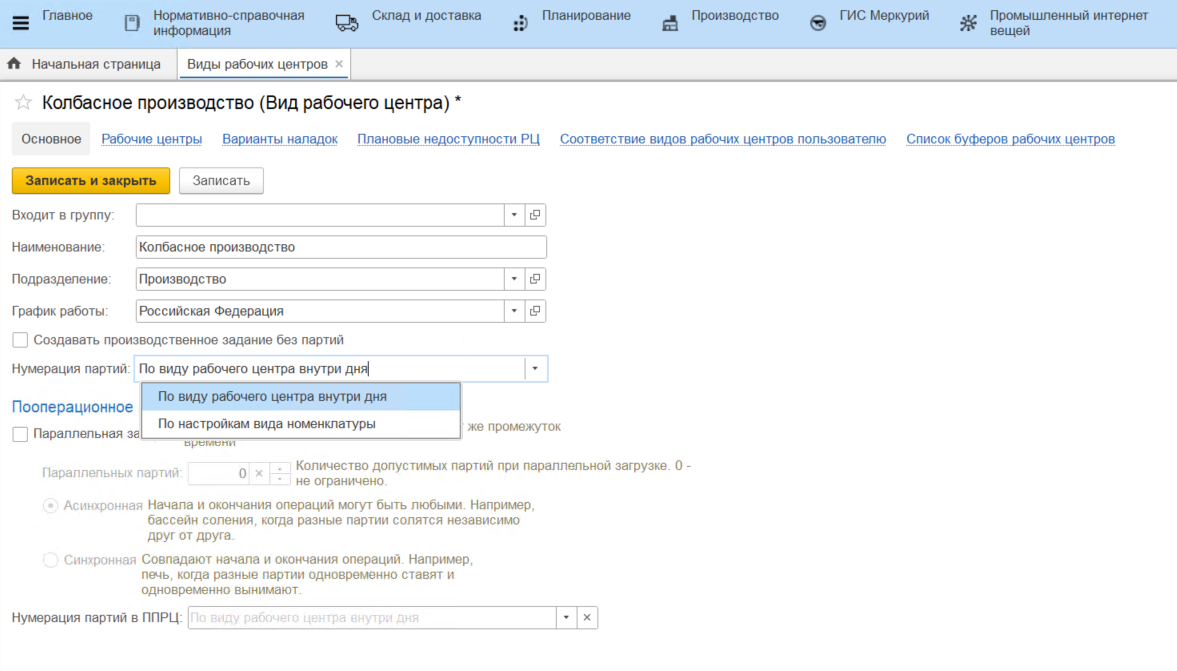 Главное
Нормативно-справочная
информация
Склад и доставка
Планирование
Производство
ГИС Меркурий
Промышленный интернет
вещей
Начальная страница
Виды рабочих центров ×
Колбасное производство (Вид рабочего центра) *
Основное Рабочие центры Варианты наладок Плановые недоступности РЦ Соответствие видов рабочих центров пользователю Список буферов рабочих центров
Записать и закрыть Записать
Входит в группу:
Наименование: Колбасное производство
Подразделение: Производство
График работы: Российская Федерация
Создавать производственное задание без партий
Нумерация партий: По виду рабочего центра внутри дня
По виду рабочего центра внутри дня
По настройкам вида номенклатуры
Пооперационное
Параллельная за
же промежуток
времени
Параллельных партий: 0 × Количество допустимых партий при параллельной загрузке. 0 -
не ограничено.
Асинхронная Начала и окончания операций могут быть любыми. Например,
бассейн соления, когда разные партии солятся независимо
друг от друга.
Синхронная Совпадают начала и окончания операций. Например,
печь, когда разные партии одновременно ставят и
одновременно вынимают.
Нумерация партий в ППРЦ: По виду рабочего центра внутри дня ×